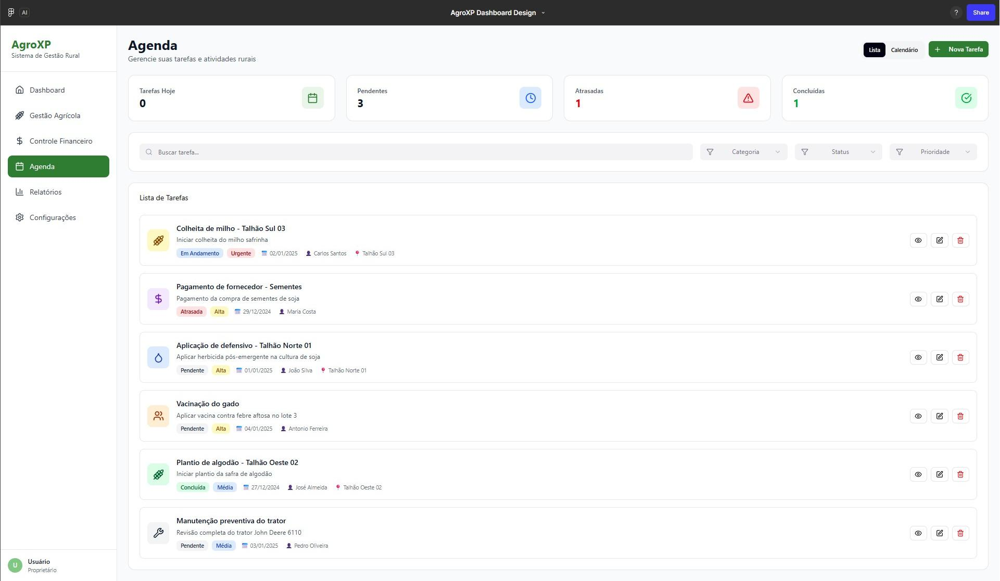 AI
AgroXP Dashboard Design
?
Share
AgroXP
Sistema de Gestão Rural
Dashboard
Gestão Agrícola
Controle Financeiro
Agenda
Relatórios
Configurações
U
Usuário
Proprietário
Agenda
Gerencie suas tarefas e atividades rurais
Lista
Calendário
+ Nova Tarefa
Tarefas Hoje
0
Pendentes
3
Atrasadas
1
Concluídas
1
Buscar tarefa...
Categoria
Status
Prioridade
Lista de Tarefas
Colheita de milho - Talhão Sul 03
Iniciar colheita do milho safrinha
Em Andamento Urgente 02/01/2025 Carlos Santos Talhão Sul 03
Pagamento de fornecedor - Sementes
Pagamento da compra de sementes de soja
Atrasada Alta 29/12/2024 Maria Costa
Aplicação de defensivo - Talhão Norte 01
Aplicar herbicida pós-emergente na cultura de soja
Pendente Alta 01/01/2025 João Silva Talhão Norte 01
Vacinação do gado
Aplicar vacina contra febre aftosa no lote 3
Pendente Alta 04/01/2025 Antonio Ferreira
Plantio de algodão - Talhão Oeste 02
Iniciar plantio da safra de algodão
Concluída Média 27/12/2024 José Almeida Talhão Oeste 02
Manutenção preventiva do trator
Revisão completa do trator John Deere 6110
Pendente Média 03/01/2025 Pedro Oliveira